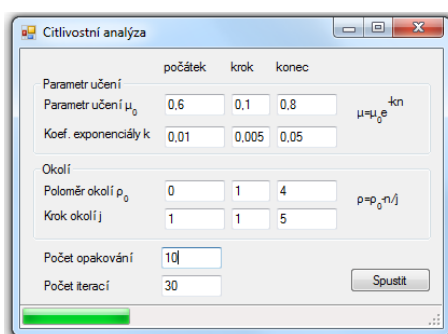 Citlivostní analýza
počátek krok konec
Parametr učení
Parametr učení μ₀ 0,6 0,1 0,8 μ=μ₀e^-kn
Koef. exponenciály k 0,01 0,005 0,05
Okolí
Poloměr okolí ρ₀ 0 1 4 ρ=ρ₀-n/j
Krok okolí j 1 1 5
Počet opakování 10
Počet iterací 30
Spustit